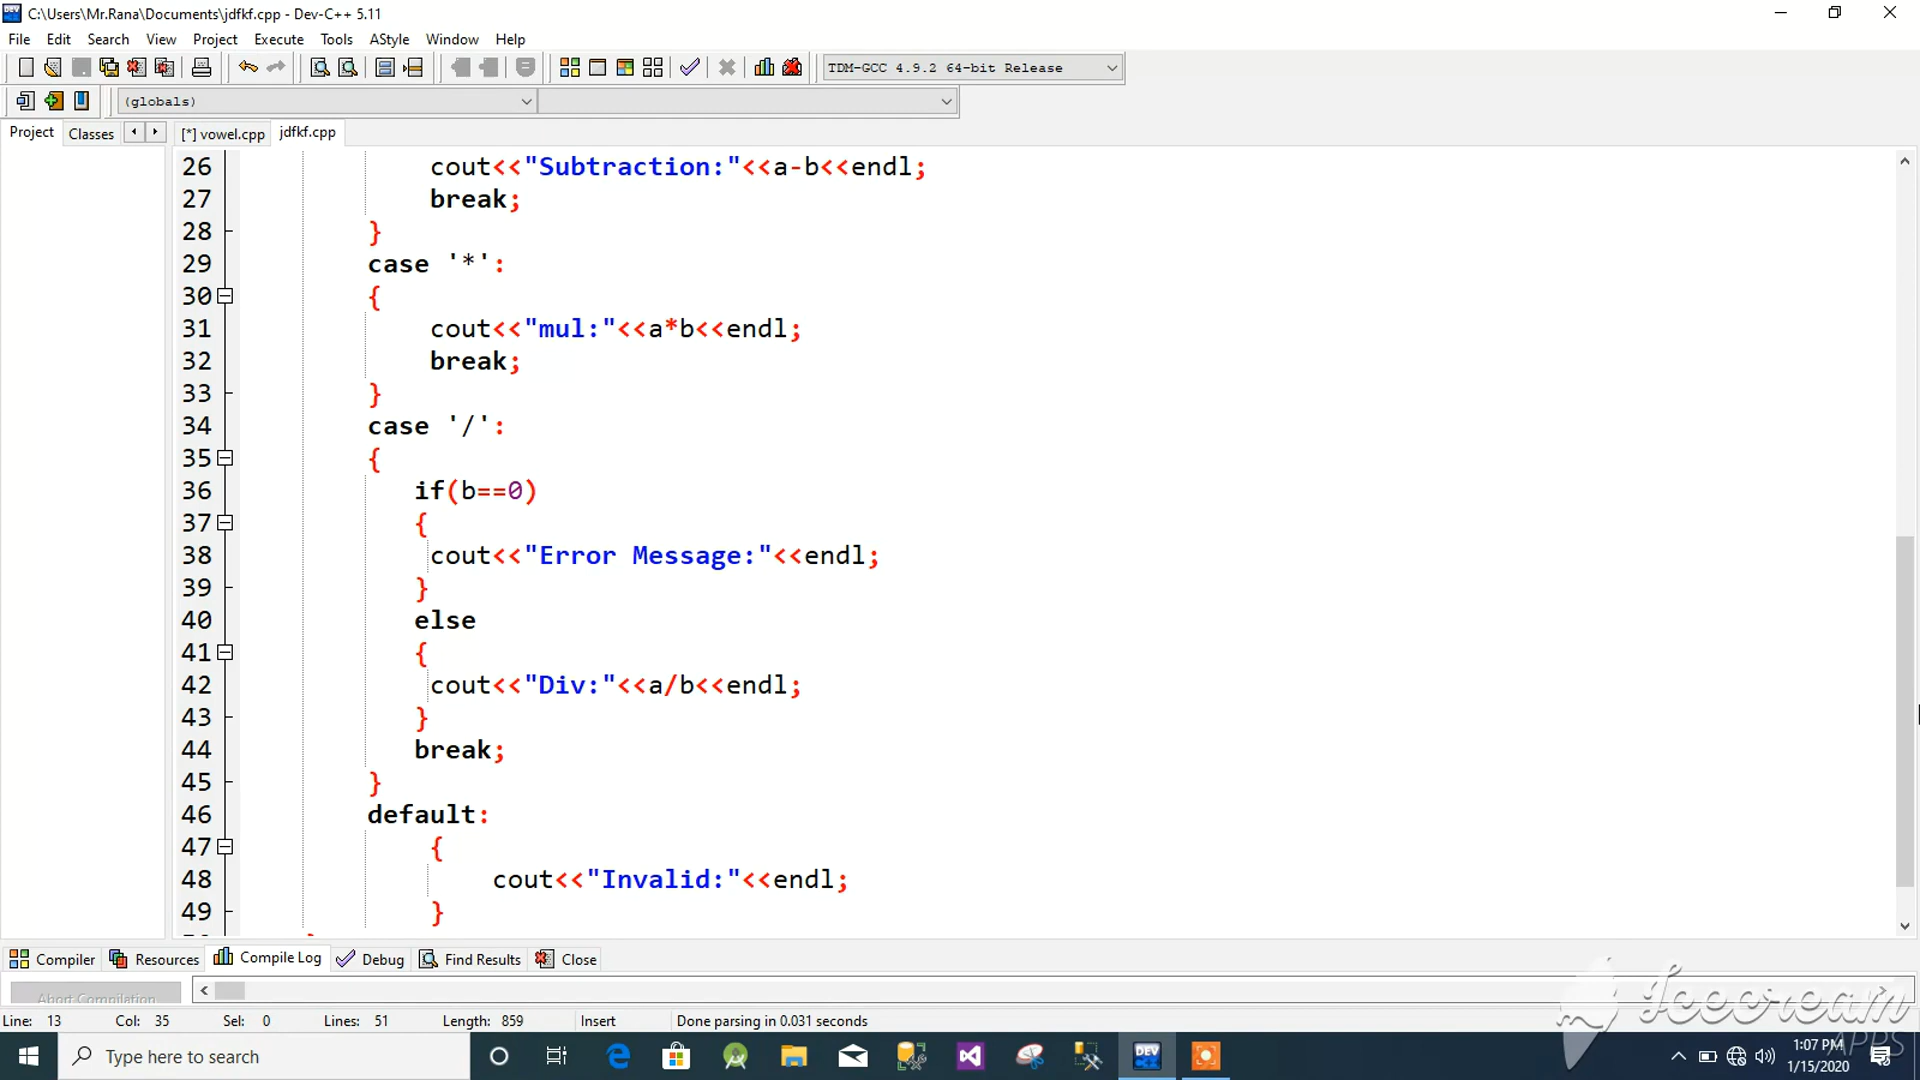 C:\Users\Mr.Rana\Documents\jdfkf.cpp - Dev-C++ 5.11
File Edit Search View Project Execute Tools AStyle Window Help
TDM-GCC 4.9.2 64-bit Release
(globals)
Project Classes [*] vowel.cpp jdfkf.cpp
26 cout<<"Subtraction:"<<a-b<<endl;
27 break;
28 }
29 case '*':
30 {
31 cout<<"mul:"<<a*b<<endl;
32 break;
33 }
34 case '/':
35 {
36 if(b==0)
37 {
38 cout<<"Error Message:"<<endl;
39 }
40 else
41 {
42 cout<<"Div:"<<a/b<<endl;
43 }
44 break;
45 }
46 default:
47 {
48 cout<<"Invalid:"<<endl;
49 }
Compiler Resources Compile Log Debug Find Results Close
Abort Compilation
Line: 13 Col: 35 Sel: 0 Lines: 51 Length: 859 Insert Done parsing in 0.031 seconds
Icecream
APPS
Type here to search
DEV
1:07 PM
1/15/2020